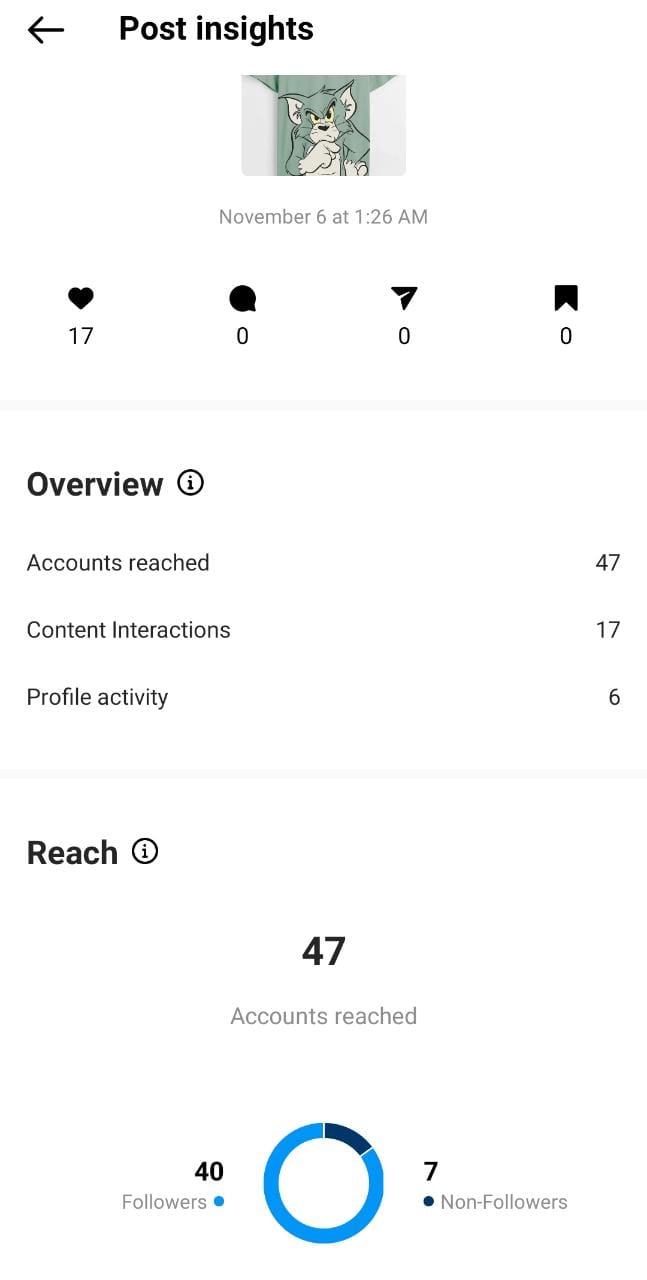 Post insights
November 6 at 1:26 AM
17 0 0 0
Overview
Accounts reached 47
Content Interactions 17
Profile activity 6
Reach
47
Accounts reached
40 7
Followers Non-Followers